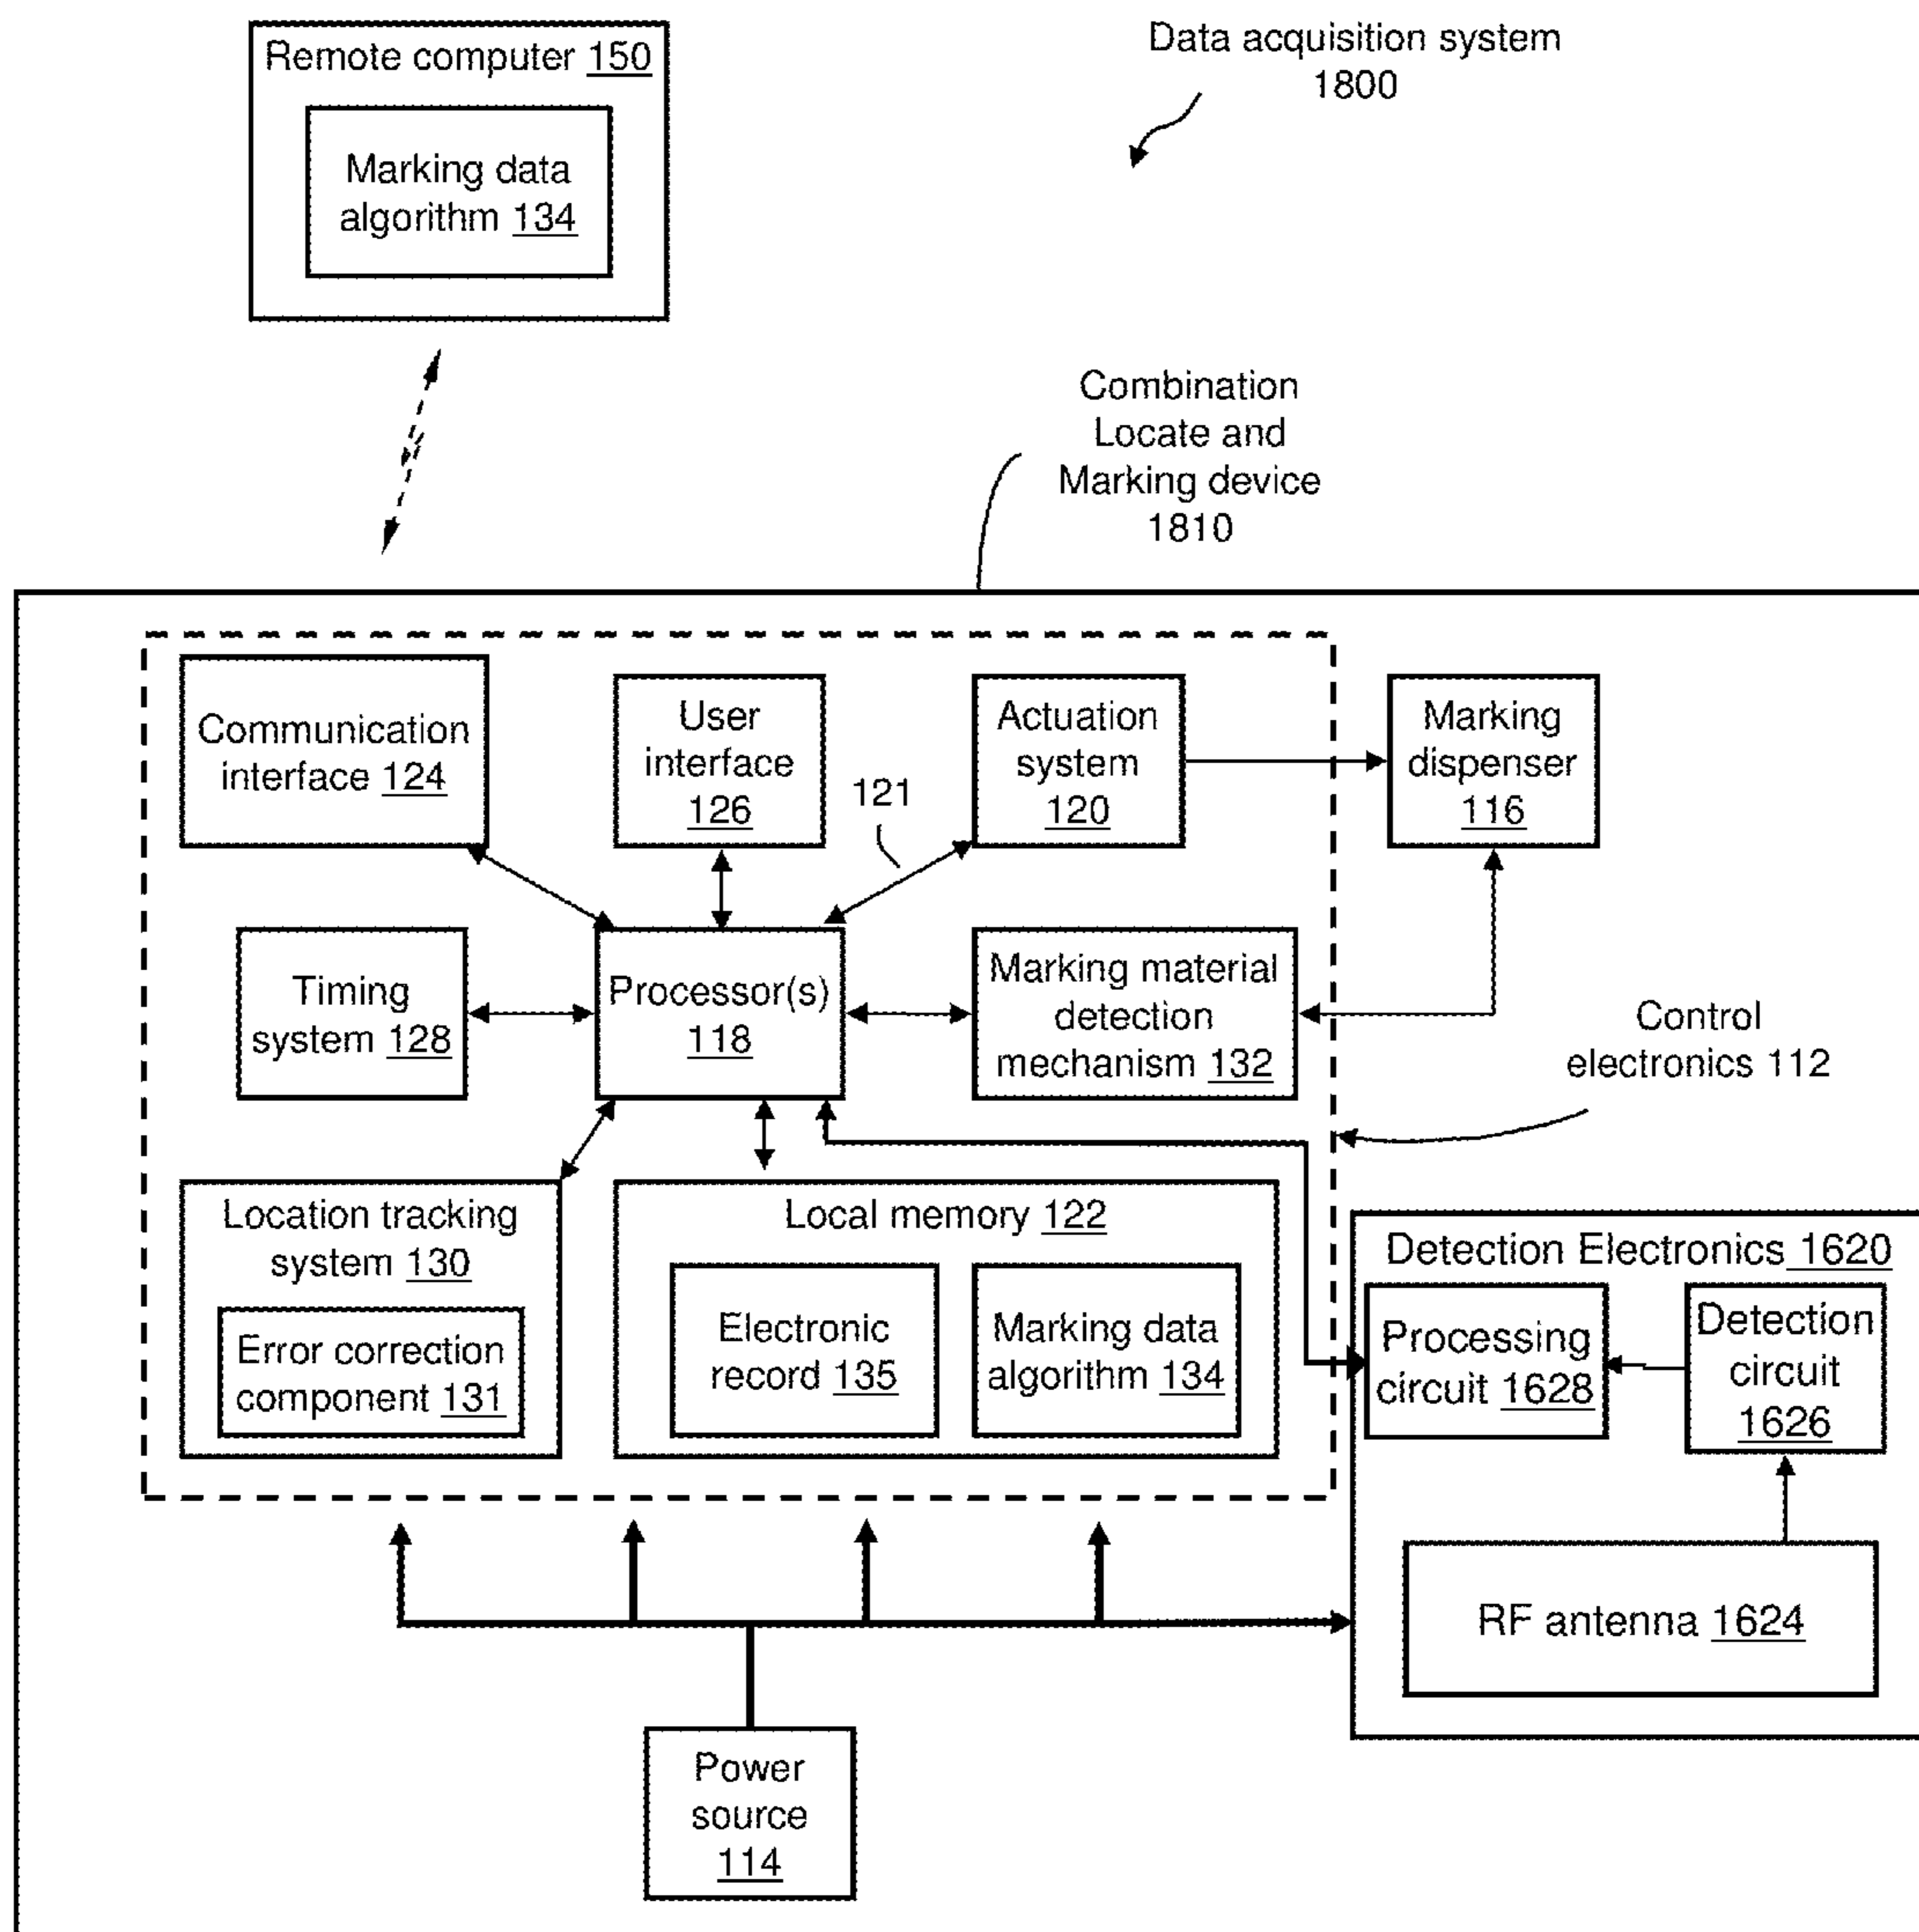 Remote computer 150
Marking data
algorithm 134
Data acquisition system
1800
Combination
Locate and
Marking device
1810
Communication
interface 124
User
interface
126
Actuation
system
120
Marking
dispenser
116
121
Timing
system 128
Processor(s)
118
Marking material
detection
mechanism 132
Control
electronics 112
Location tracking
system 130
Error correction
component 131
Local memory 122
Electronic
record 135
Marking data
algorithm 134
Detection Electronics 1620
Processing
circuit 1628
Detection
circuit
1626
RF antenna 1624
Power
source
114